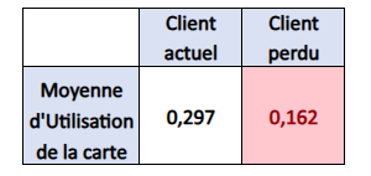 Client Client
actuel perdu
Moyenne
d'Utilisation 0,297 0,162
de la carte